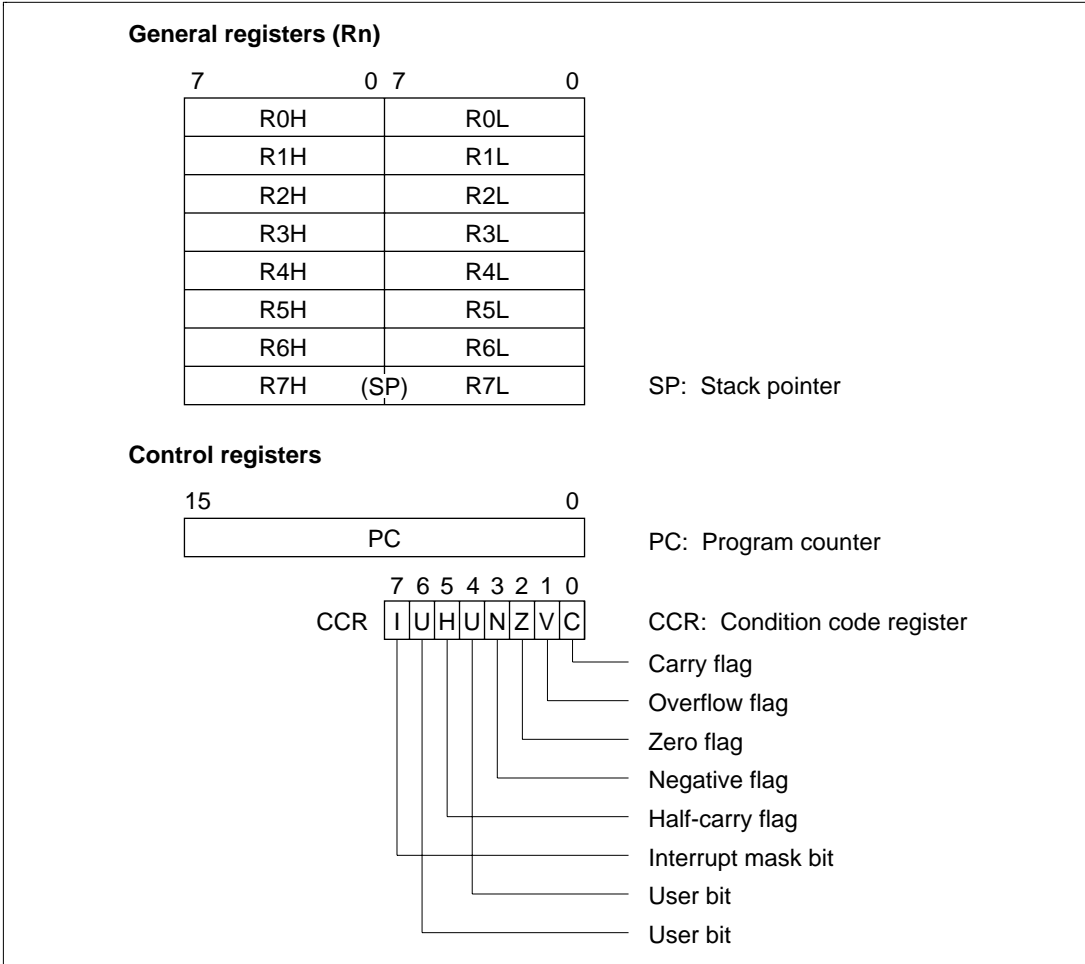 General registers (Rn)
7 0 7 0
R0H R0L
R1H R1L
R2H R2L
R3H R3L
R4H R4L
R5H R5L
R6H R6L
R7H (SP) R7L SP: Stack pointer
Control registers
15 0
PC PC: Program counter
7 6 5 4 3 2 1 0
CCR I U H U N Z V C CCR: Condition code register
Carry flag
Overflow flag
Zero flag
Negative flag
Half-carry flag
Interrupt mask bit
User bit
User bit